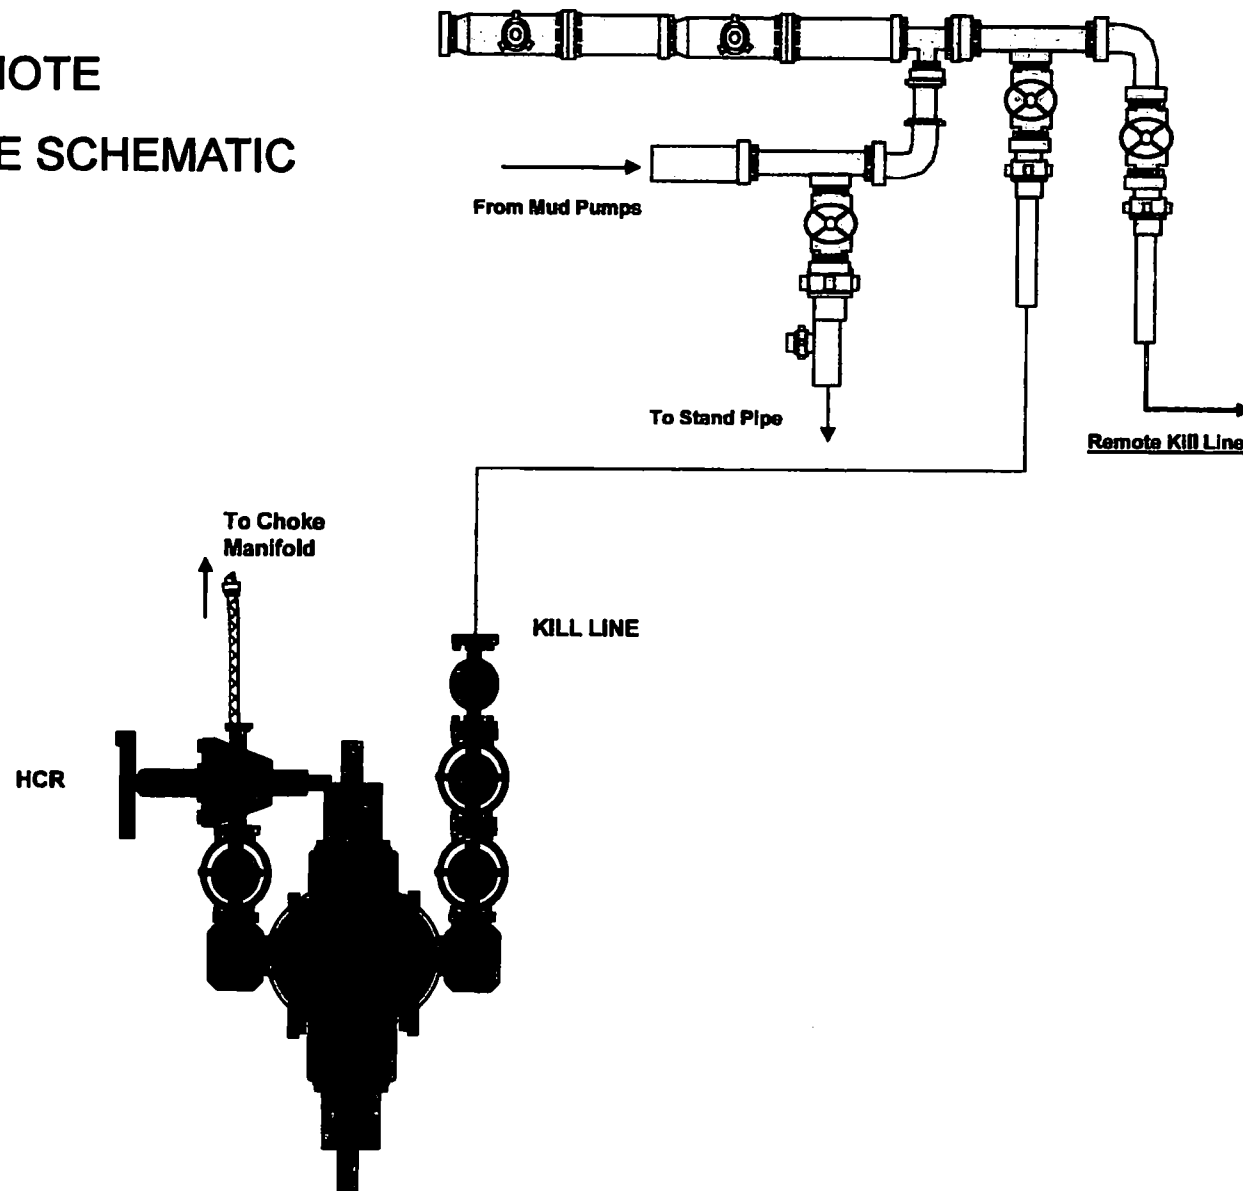 IOTE
E SCHEMATIC
From Mud Pumps
To Stand Pipe
Remote Kill Line
To Choke
Manifold
KILL LINE
HCR